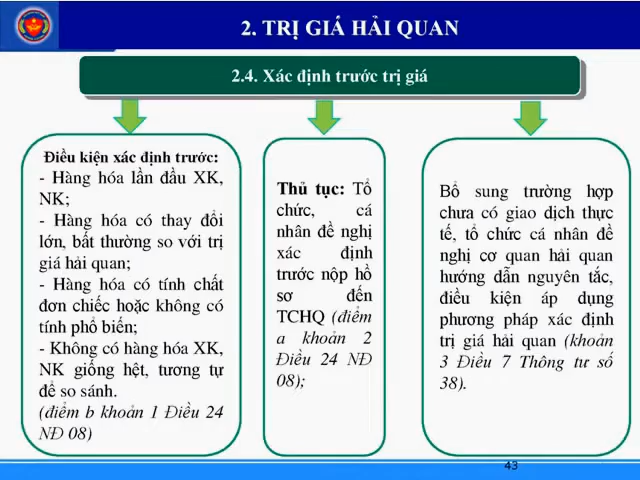 2. TRỊ GIÁ HẢI QUAN
2.4. Xác định trước trị giá
Điều kiện xác định trước:
- Hàng hóa lần đầu XK,
NK;
- Hàng hóa có thay đổi
lớn, bất thường so với trị
giá hải quan;
- Hàng hóa có tính chất
đơn chiếc hoặc không có
tính phổ biến;
- Không có hàng hóa XK,
NK giống hệt, tương tự
để so sánh.
(điểm b khoản 1 Điều 24
NĐ 08)
Thủ tục: Tổ
chức, cá
nhân đề nghị
xác định
trước nộp hồ
sơ đến
TCHQ (điểm
a khoản 2
Điều 24 NĐ
08);
Bổ sung trường hợp
chưa có giao dịch thực
tế, tổ chức cá nhân đề
nghị cơ quan hải quan
hướng dẫn nguyên tắc,
điều kiện áp dụng
phương pháp xác định
trị giá hải quan (khoản
3 Điều 7 Thông tư số
38).
43